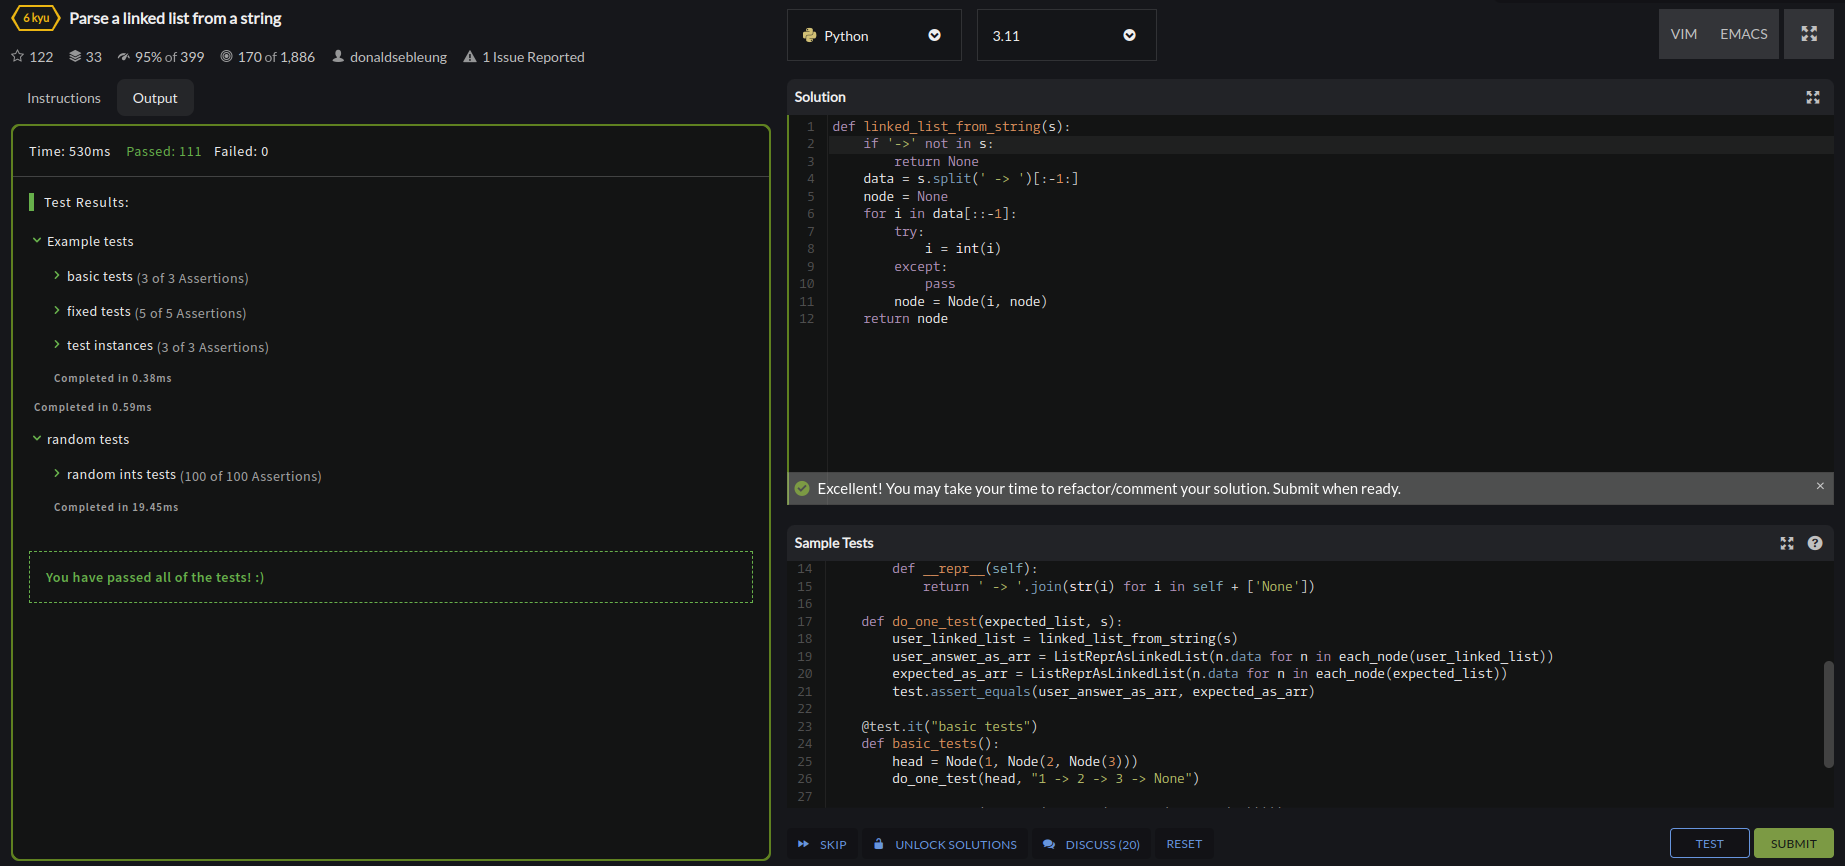 6 kyu Parse a linked list from a string
122 33 95% of 399 170 of 1,886 donaldsebleung 1 Issue Reported
Instructions Output
Time: 530ms Passed: 111 Failed: 0
Test Results:
Example tests
basic tests (3 of 3 Assertions)
fixed tests (5 of 5 Assertions)
test instances (3 of 3 Assertions)
Completed in 0.38ms
Completed in 0.59ms
random tests
random ints tests (100 of 100 Assertions)
Completed in 19.45ms
You have passed all of the tests! :)
Python 3.11 VIM EMACS
Solution
1 def linked_list_from_string(s):
2     if '->' not in s:
3         return None
4     data = s.split(' -> ')[:-1:]
5     node = None
6     for i in data[::-1]:
7         try:
8             i = int(i)
9         except:
10             pass
11         node = Node(i, node)
12     return node
Excellent! You may take your time to refactor/comment your solution. Submit when ready. ×
Sample Tests ?
14         def __repr__(self):
15             return ' -> '.join(str(i) for i in self + ['None'])
16
17     def do_one_test(expected_list, s):
18         user_linked_list = linked_list_from_string(s)
19         user_answer_as_arr = ListReprAsLinkedList(n.data for n in each_node(user_linked_list))
20         expected_as_arr = ListReprAsLinkedList(n.data for n in each_node(expected_list))
21         test.assert_equals(user_answer_as_arr, expected_as_arr)
22
23     @test.it("basic tests")
24     def basic_tests():
25         head = Node(1, Node(2, Node(3)))
26         do_one_test(head, "1 -> 2 -> 3 -> None")
27
SKIP UNLOCK SOLUTIONS DISCUSS (20) RESET TEST SUBMIT